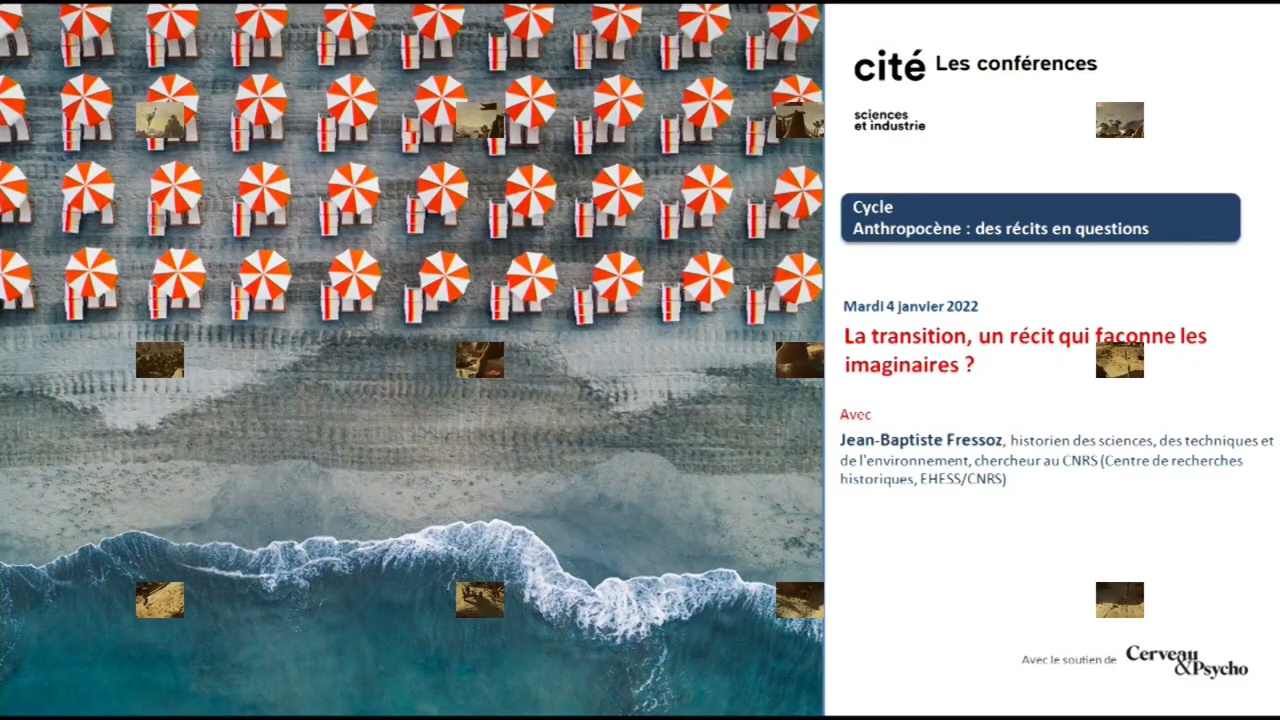 cité Les conférences
sciences
et industrie
Cycle
Anthropocène : des récits en questions
Mardi 4 janvier 2022
La transition, un récit qui façonne les
imaginaires ?
Avec
Jean-Baptiste Fressoz, historien des sciences, des techniques et
de l'environnement, chercheur au CNRS (Centre de recherches
historiques, EHESS/CNRS)
Avec le soutien de Cerveau
&Psycho